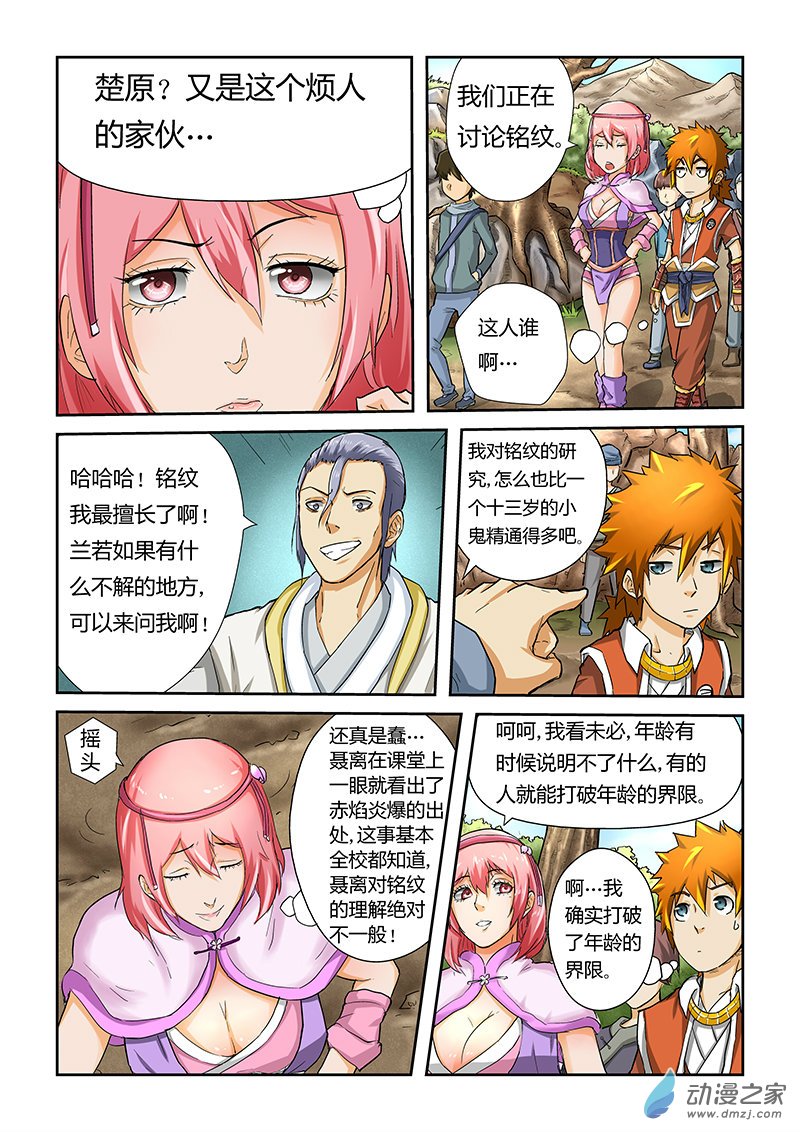 楚原？又是这个烦人
的家伙…
我们正在
讨论铭纹。
这人谁
啊…
哈哈哈！铭纹
我最擅长了啊！
兰若如果有什
么不解的地方，
可以来问我啊！
我对铭纹的研
究，怎么也比一
个十三岁的小
鬼精通得多吧。
摇
头
还真是蠢…
聂离在课堂上
一眼就看出了
赤焰炎爆的出
处，这事基本
全校都知道，
聂离对铭纹
的理解绝对
不一般！
呵呵，我看未必，年龄有
时候说明不了什么，有的
人就能打破年龄的界限。
啊…我
确实打破
了年龄的
界限。
动漫之家
www.dmzj.com